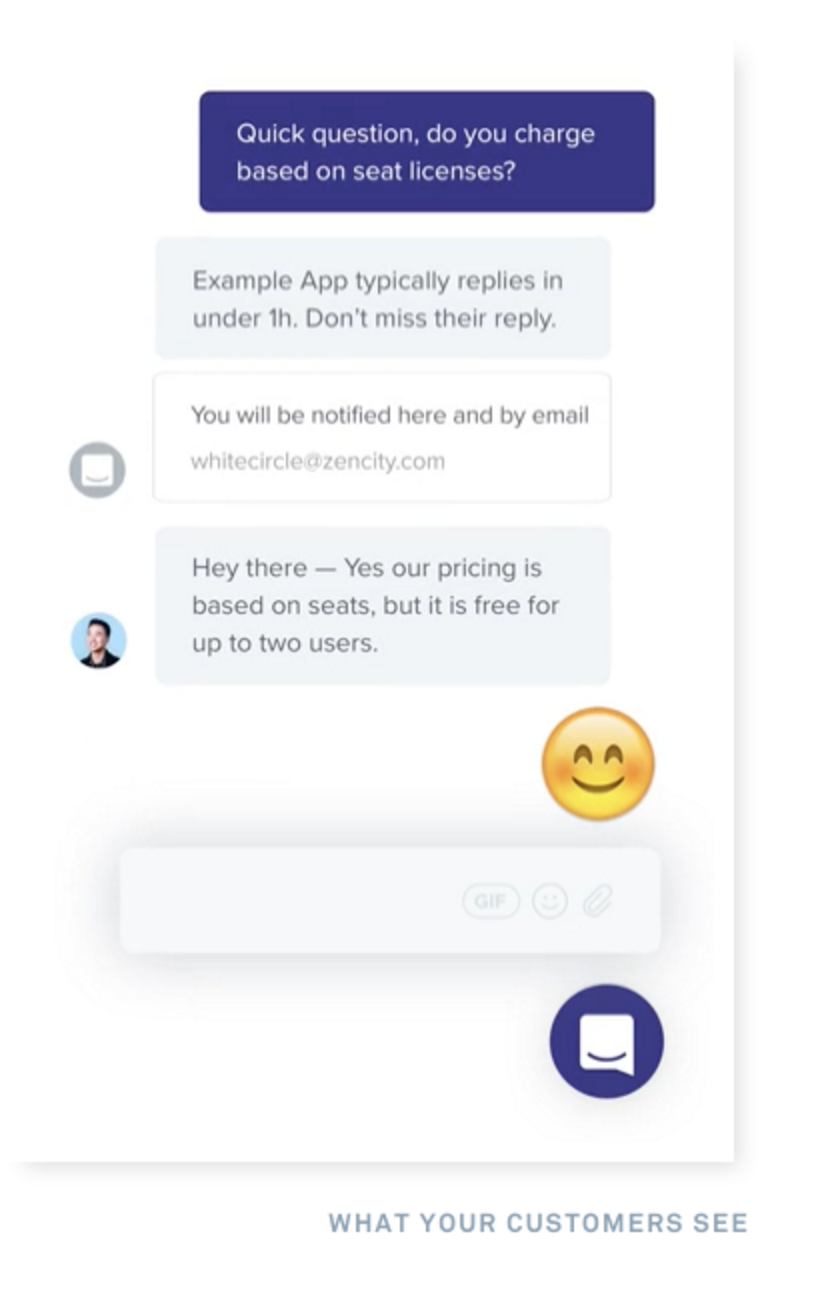 Quick question, do you charge
based on seat licenses?
Example App typically replies in
under 1h. Don't miss their reply.
You will be notified here and by email
whitecircle@zencity.com
Hey there — Yes our pricing is
based on seats, but it is free for
up to two users.
GIF
WHAT YOUR CUSTOMERS SEE